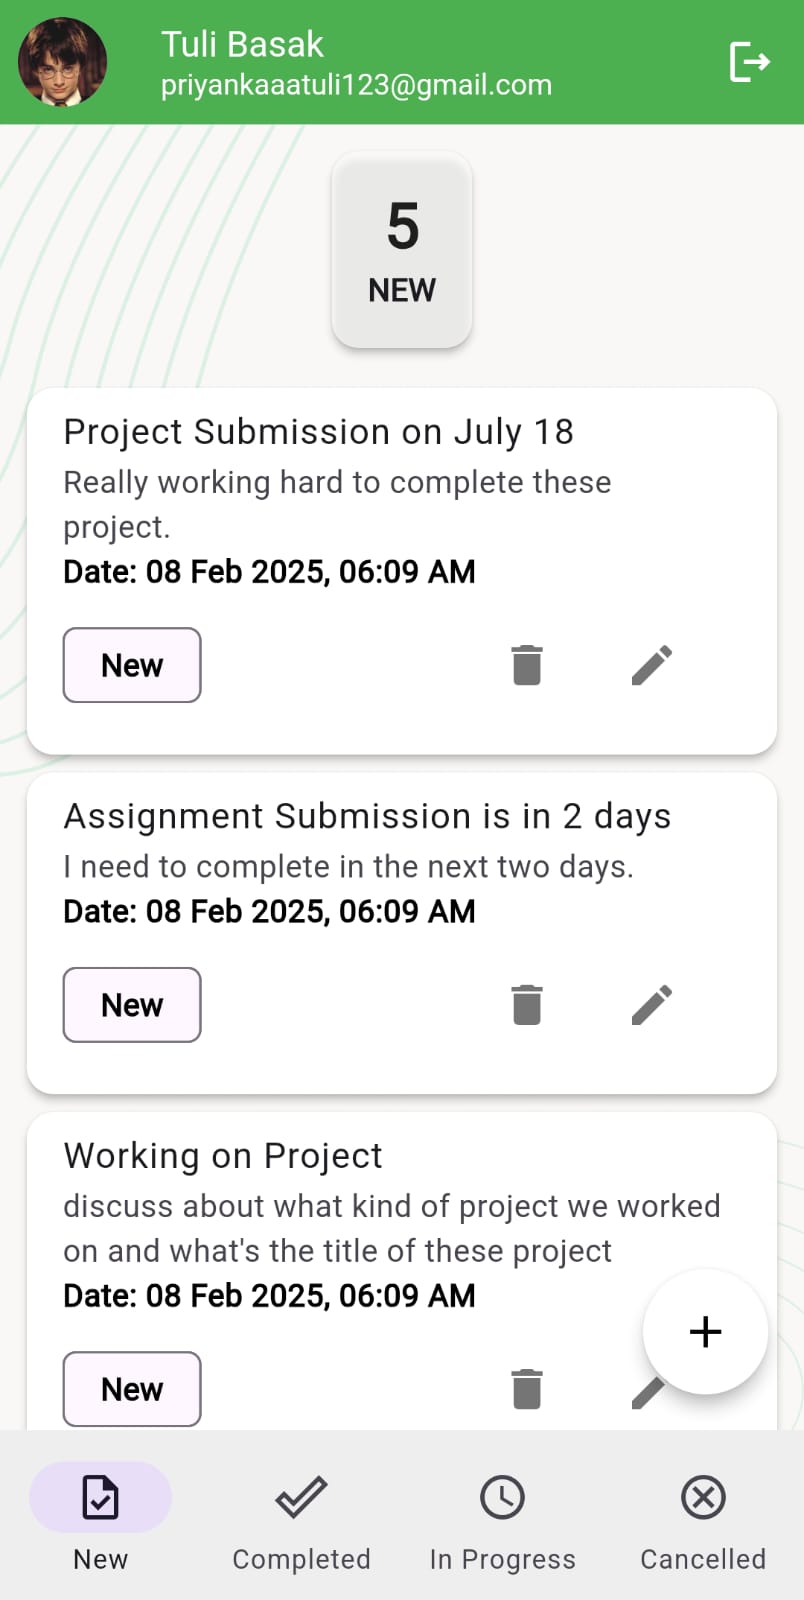 Tuli Basak
priyankaaatuli123@gmail.com
5
NEW
Project Submission on July 18
Really working hard to complete these
project.
Date: 08 Feb 2025, 06:09 AM
New
Assignment Submission is in 2 days
I need to complete in the next two days.
Date: 08 Feb 2025, 06:09 AM
New
Working on Project
discuss about what kind of project we worked
on and what's the title of these project
Date: 08 Feb 2025, 06:09 AM
New
New
Completed
In Progress
Cancelled